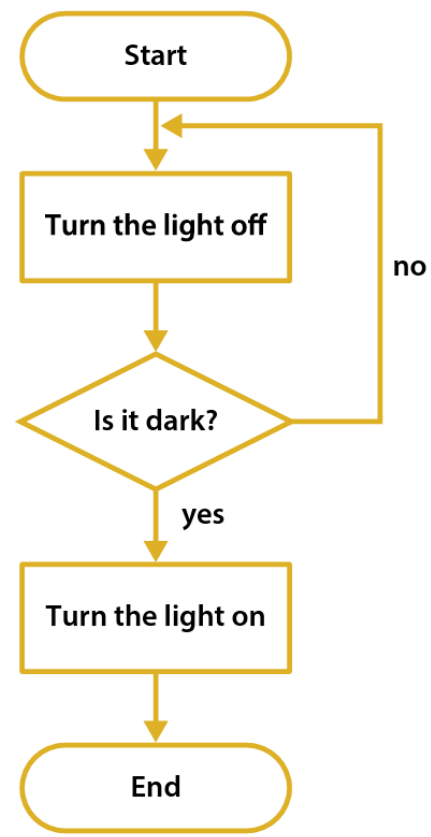 Start
Turn the light off
no
Is it dark?
yes
Turn the light on
End